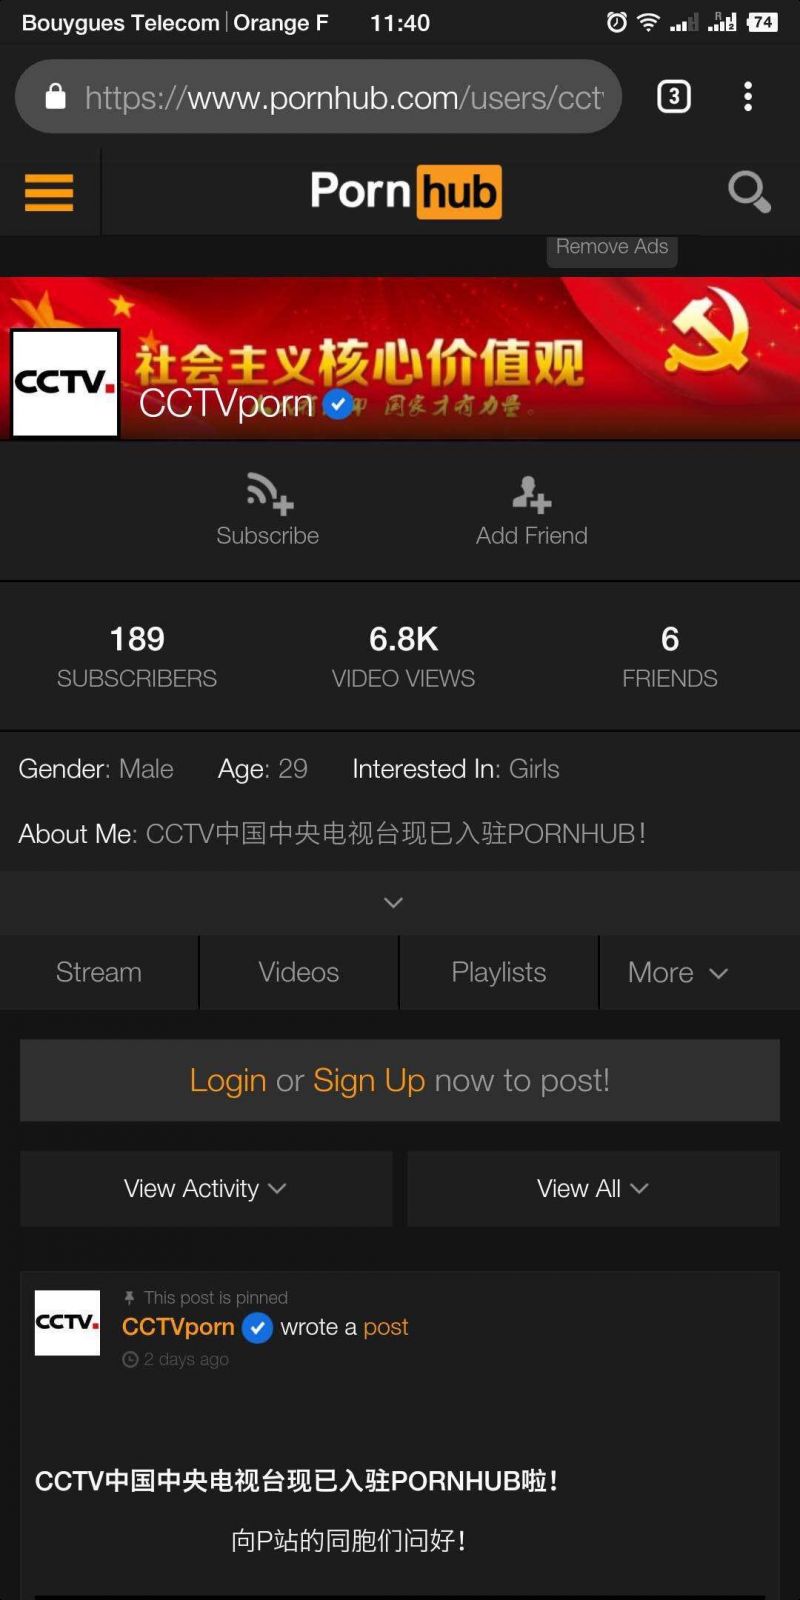 Bouygues Telecom | Orange F 11:40 R 2 74
https://www.pornhub.com/users/cct
3
Porn hub
Remove Ads
社会主义核心价值观
国家才有力量。
CCTV.
CCTVporn
Subscribe Add Friend
189 6.8K 6
SUBSCRIBERS VIDEO VIEWS FRIENDS
Gender: Male Age: 29 Interested In: Girls
About Me: CCTV中国中央电视台现已入驻PORNHUB！
Stream Videos Playlists More
Login or Sign Up now to post!
View Activity View All
This post is pinned
CCTV.
CCTVporn wrote a post
2 days ago
CCTV中国中央电视台现已入驻PORNHUB啦！
向P站的同胞们问好！